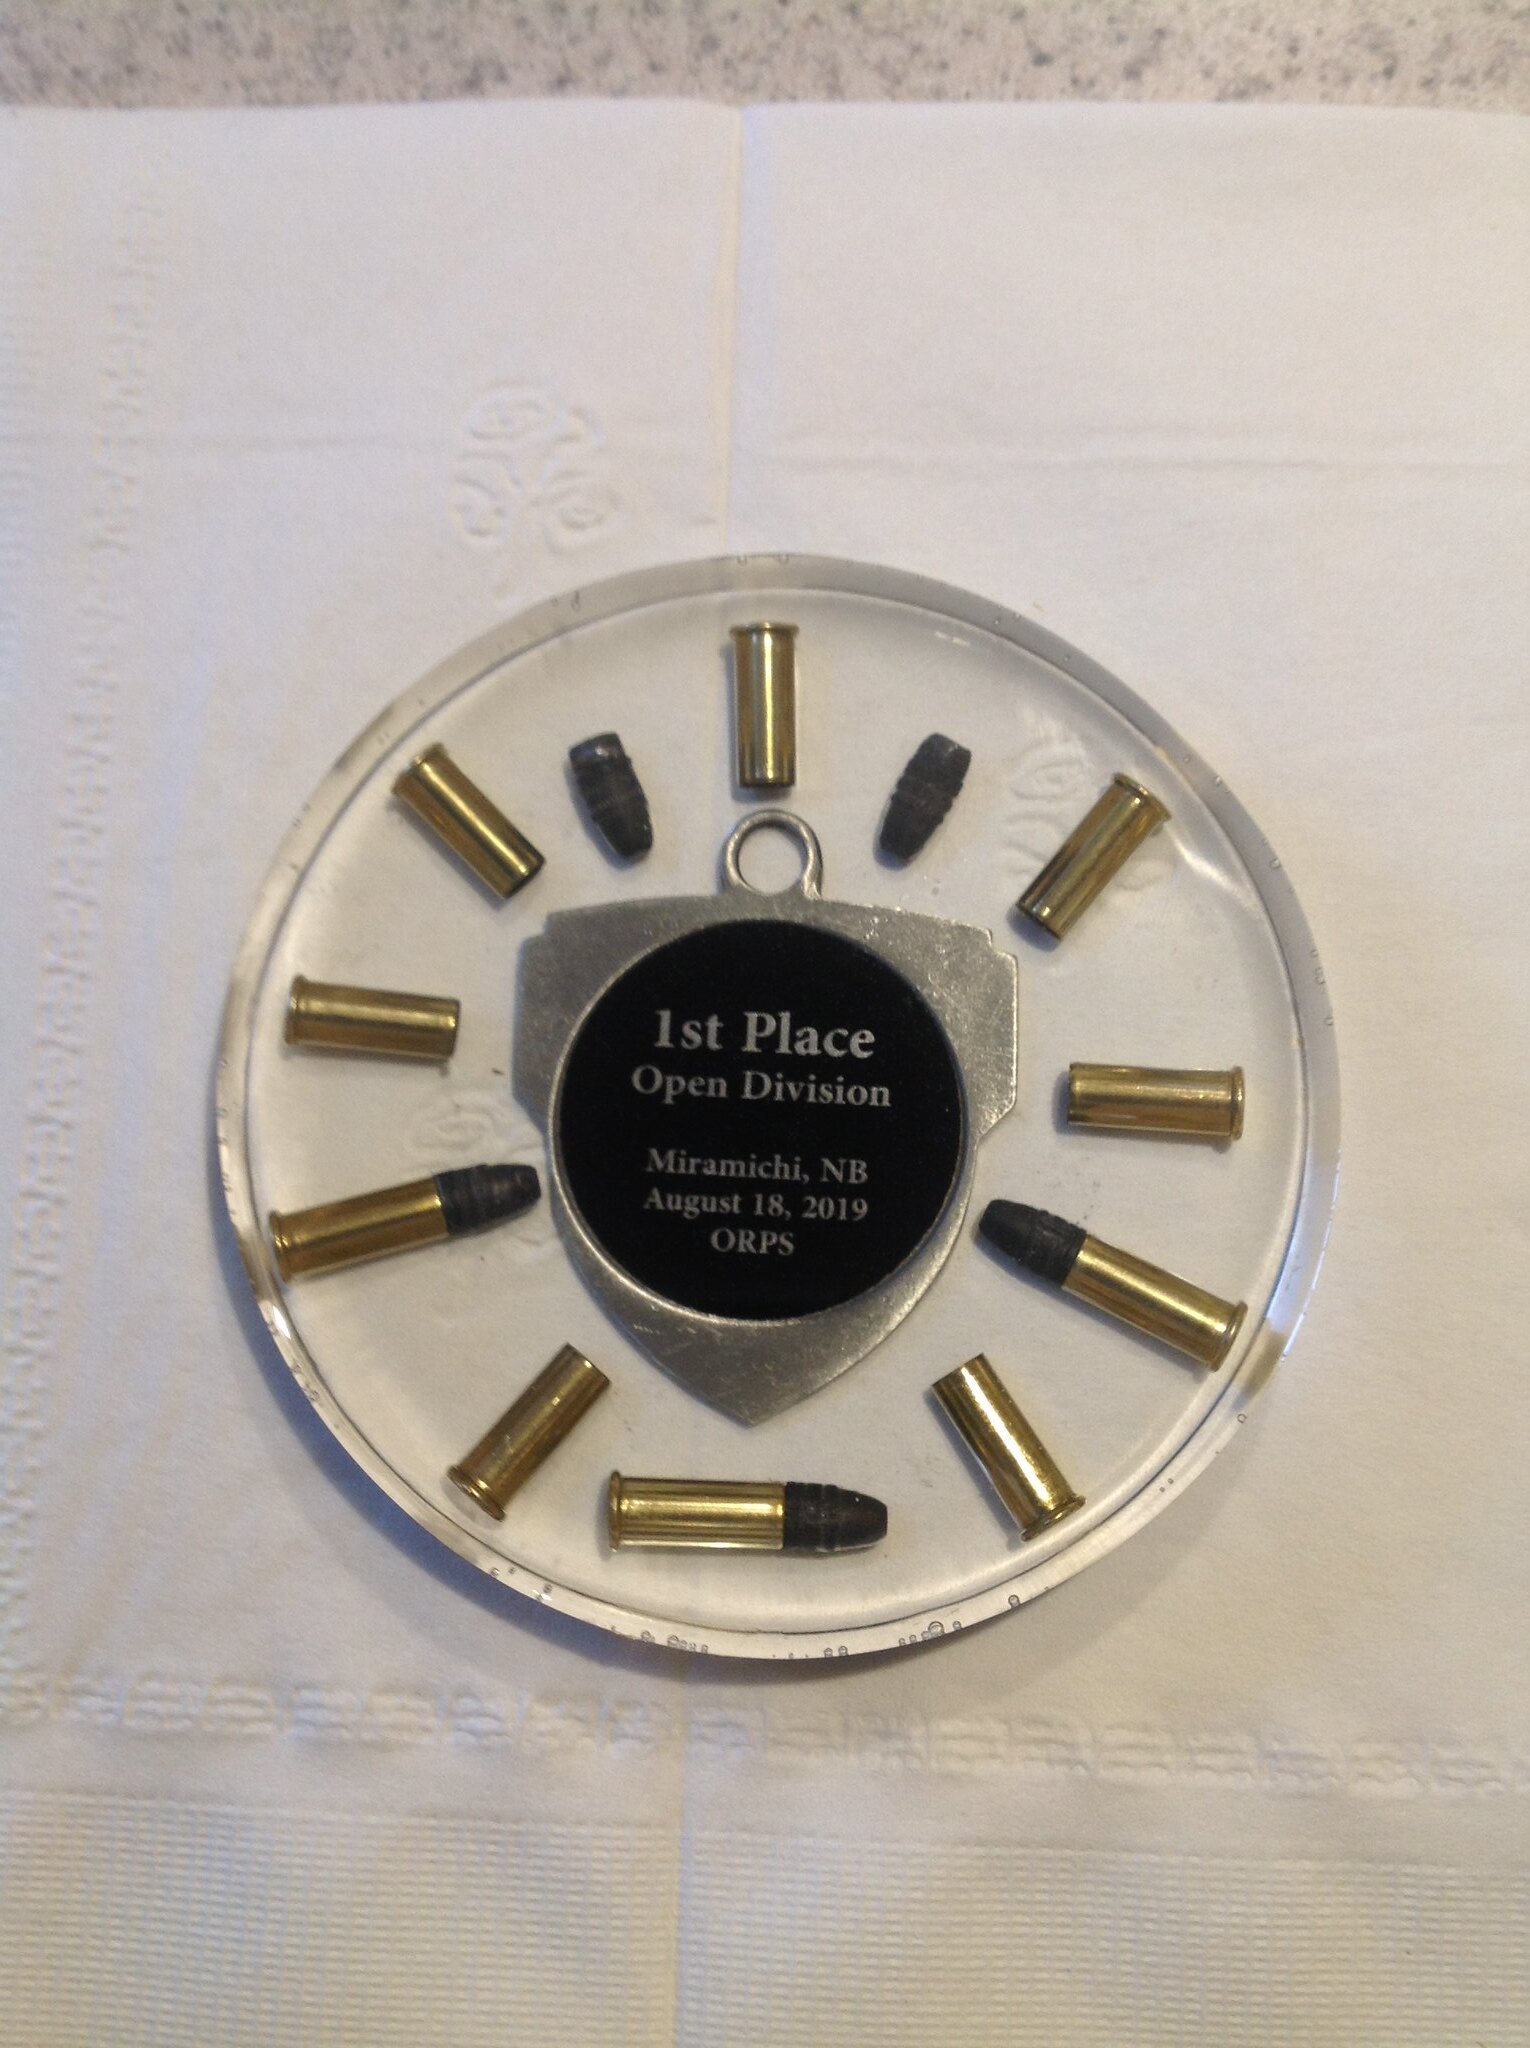 1st Place
Open Division
Miramichi, NB
August 18, 2019
ORPS